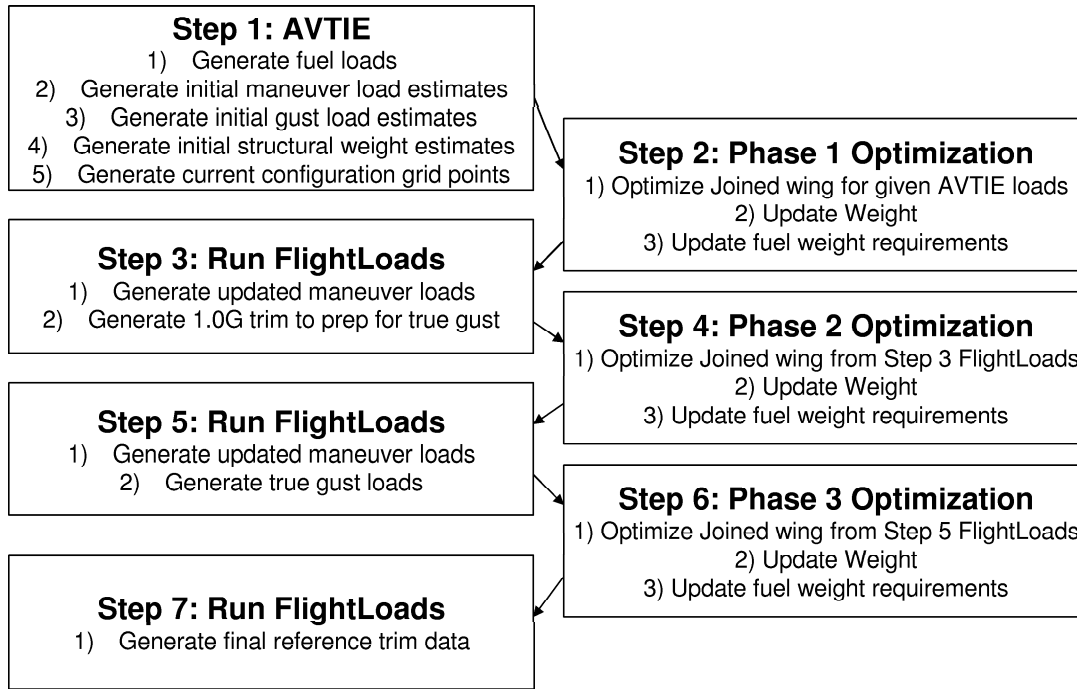 Step 1: AVTIE
1) Generate fuel loads
2) Generate initial maneuver load estimates
3) Generate initial gust load estimates
4) Generate initial structural weight estimates
5) Generate current configuration grid points
Step 2: Phase 1 Optimization
1) Optimize Joined wing for given AVTIE loads
2) Update Weight
3) Update fuel weight requirements
Step 3: Run FlightLoads
1) Generate updated maneuver loads
2) Generate 1.0G trim to prep for true gust
Step 4: Phase 2 Optimization
1) Optimize Joined wing from Step 3 FlightLoads
2) Update Weight
3) Update fuel weight requirements
Step 5: Run FlightLoads
1) Generate updated maneuver loads
2) Generate true gust loads
Step 6: Phase 3 Optimization
1) Optimize Joined wing from Step 5 FlightLoads
2) Update Weight
3) Update fuel weight requirements
Step 7: Run FlightLoads
1) Generate final reference trim data